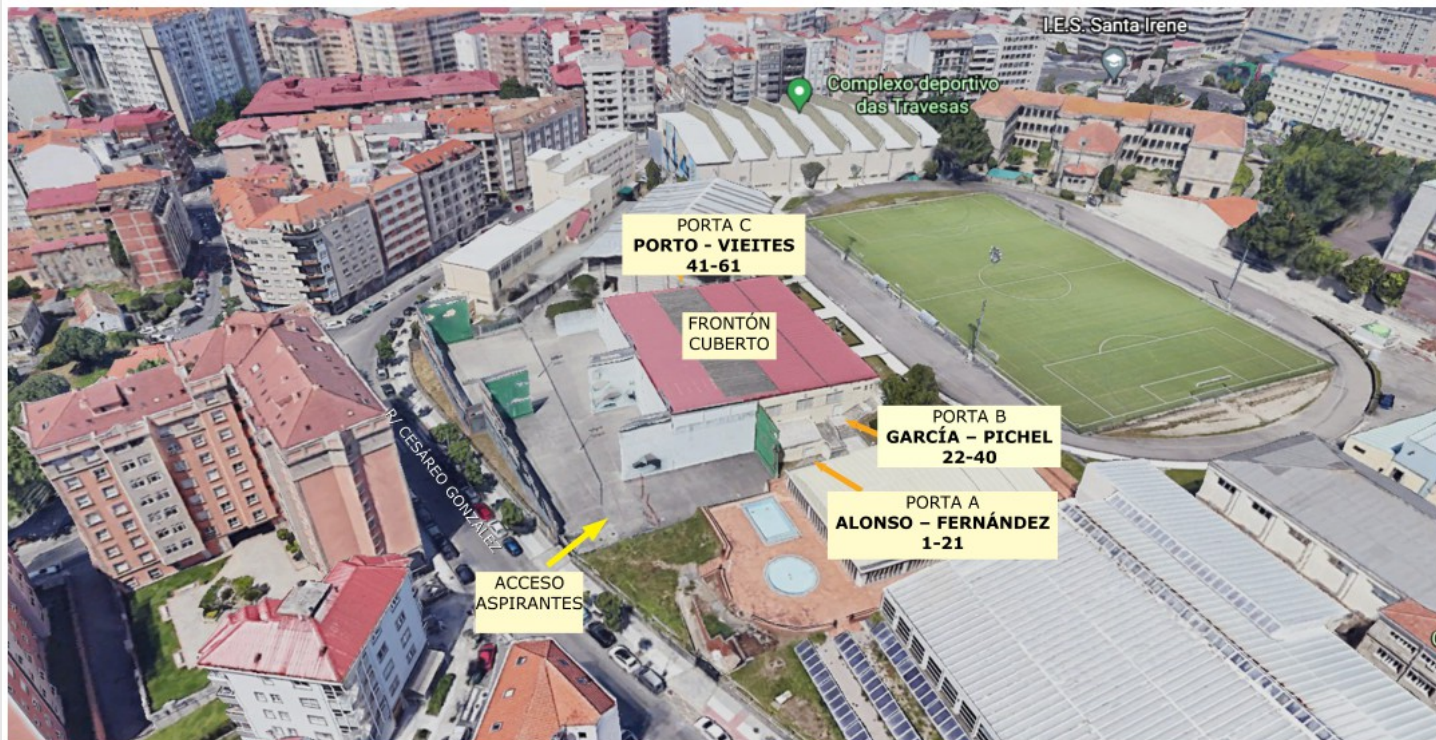 I.E.S. Santa Irene
Complexo deportivo
das Travesas
PORTA C
PORTO - VIEITES
41-61
FRONTÓN
CUBERTO
PORTA B
GARCÍA – PICHEL
22-40
R/ CESÁREO GONZÁLEZ
PORTA A
ALONSO – FERNÁNDEZ
1-21
ACCESO
ASPIRANTES